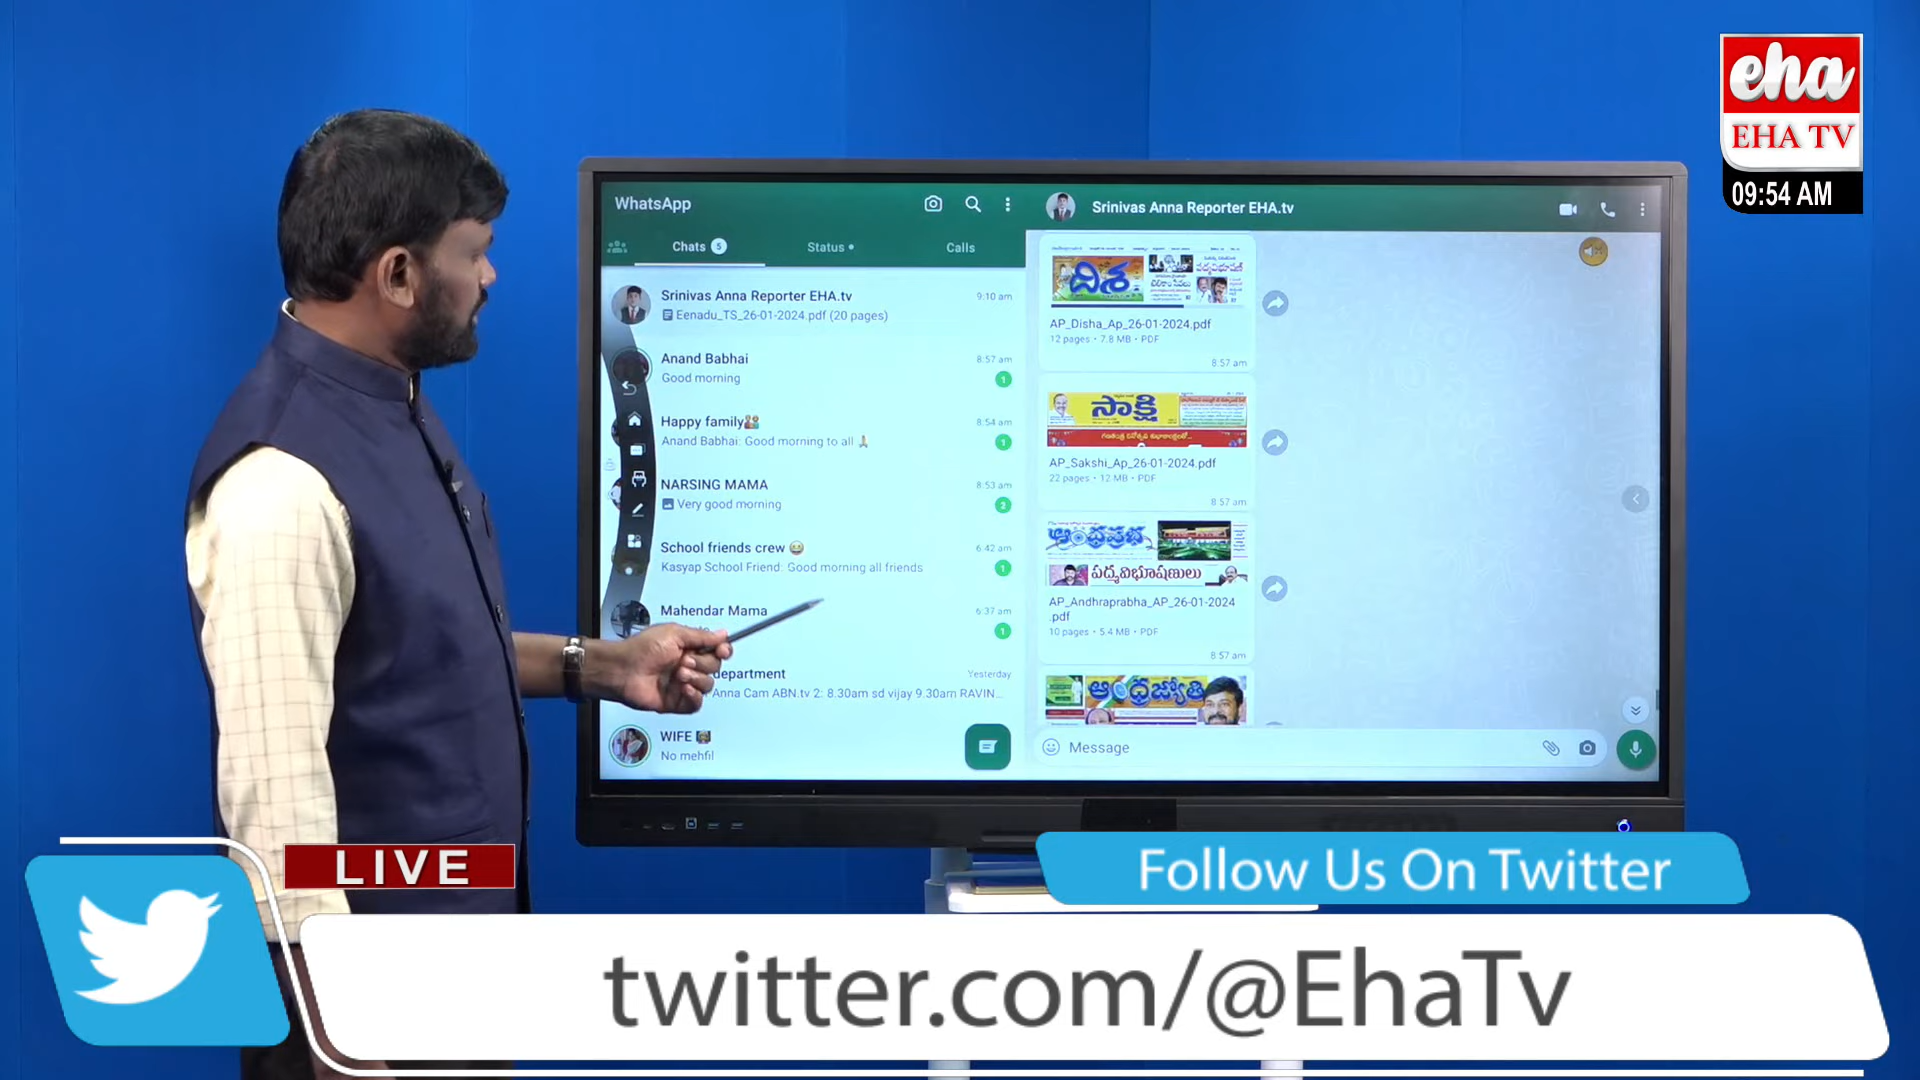 eha
EHA TV
09:54 AM
WhatsApp
Chats 5
Status
Calls
Srinivas Anna Reporter EHA.tv
9:10 am
Eenadu_TS_26-01-2024.pdf (20 pages)
Anand Babhai
8:57 am
Good morning
1
Happy family
8:54 am
Anand Babhai: Good morning to all
1
NARSING MAMA
8:53 am
Very good morning
2
School friends crew
6:42 am
Kasyap School Friend: Good morning all friends
1
Mahendar Mama
6:37 am
1
department
Yesterday
Anna Cam ABN.tv 2: 8.30am sd vijay 9.30am RAVIN...
WIFE
No mehfil
Srinivas Anna Reporter EHA.tv
దిశ
AP_Disha_Ap_26-01-2024.pdf
12 pages • 7.8 MB • PDF
8:57 am
సాక్షి
AP_Sakshi_Ap_26-01-2024.pdf
22 pages • 12 MB • PDF
8:57 am
ఆంధ్రప్రభ
పద్మవిభూషణులు
AP_Andhraprabha_AP_26-01-2024
.pdf
10 pages • 5.4 MB • PDF
8:57 am
ఆంధ్రజ్యోతి
Message
LIVE
Follow Us On Twitter
twitter.com/@EhaTv